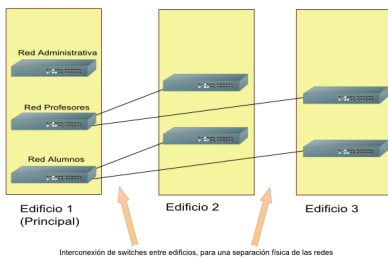 Red Administrativa
Red Profesores
Red Alumnos
Edificio 1
(Principal)
Edificio 2
Edificio 3
Interconexión de switches entre edificios, para una separación física de las redes